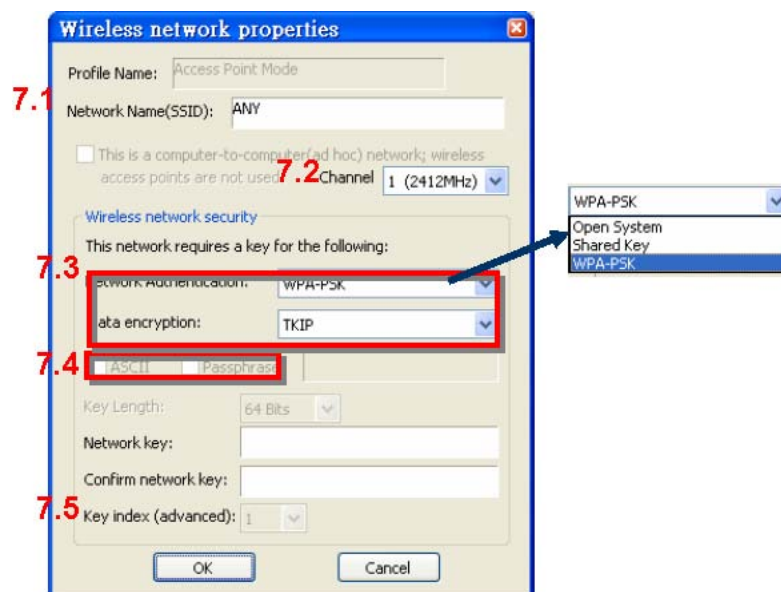 Wireless network properties
Profile Name: Access Point Mode
7.1
Network Name(SSID): ANY
This is a computer-to-computer(ad hoc) network; wireless
access points are not used
7.2 Channel 1 (2412MHz)
Wireless network security
This network requires a key for the following:
7.3
Network Authentication: WPA-PSK
ata encryption: TKIP
7.4 ASCII Passphrase
Key Length: 64 Bits
Network key:
Confirm network key:
7.5 Key index (advanced): 1
OK Cancel
WPA-PSK
Open System
Shared Key
WPA-PSK